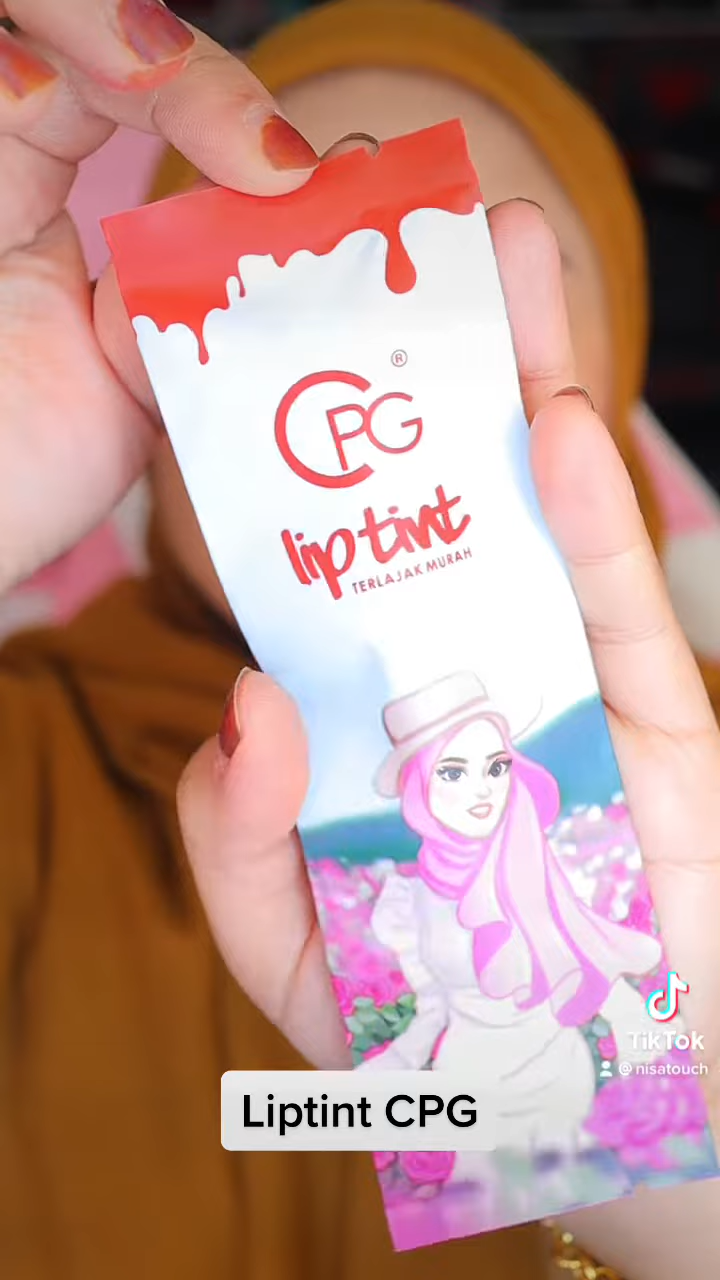 ®
CPG
lip tint
TERLAJAK MURAH
TikTok
@nisatouch
Liptint CPG